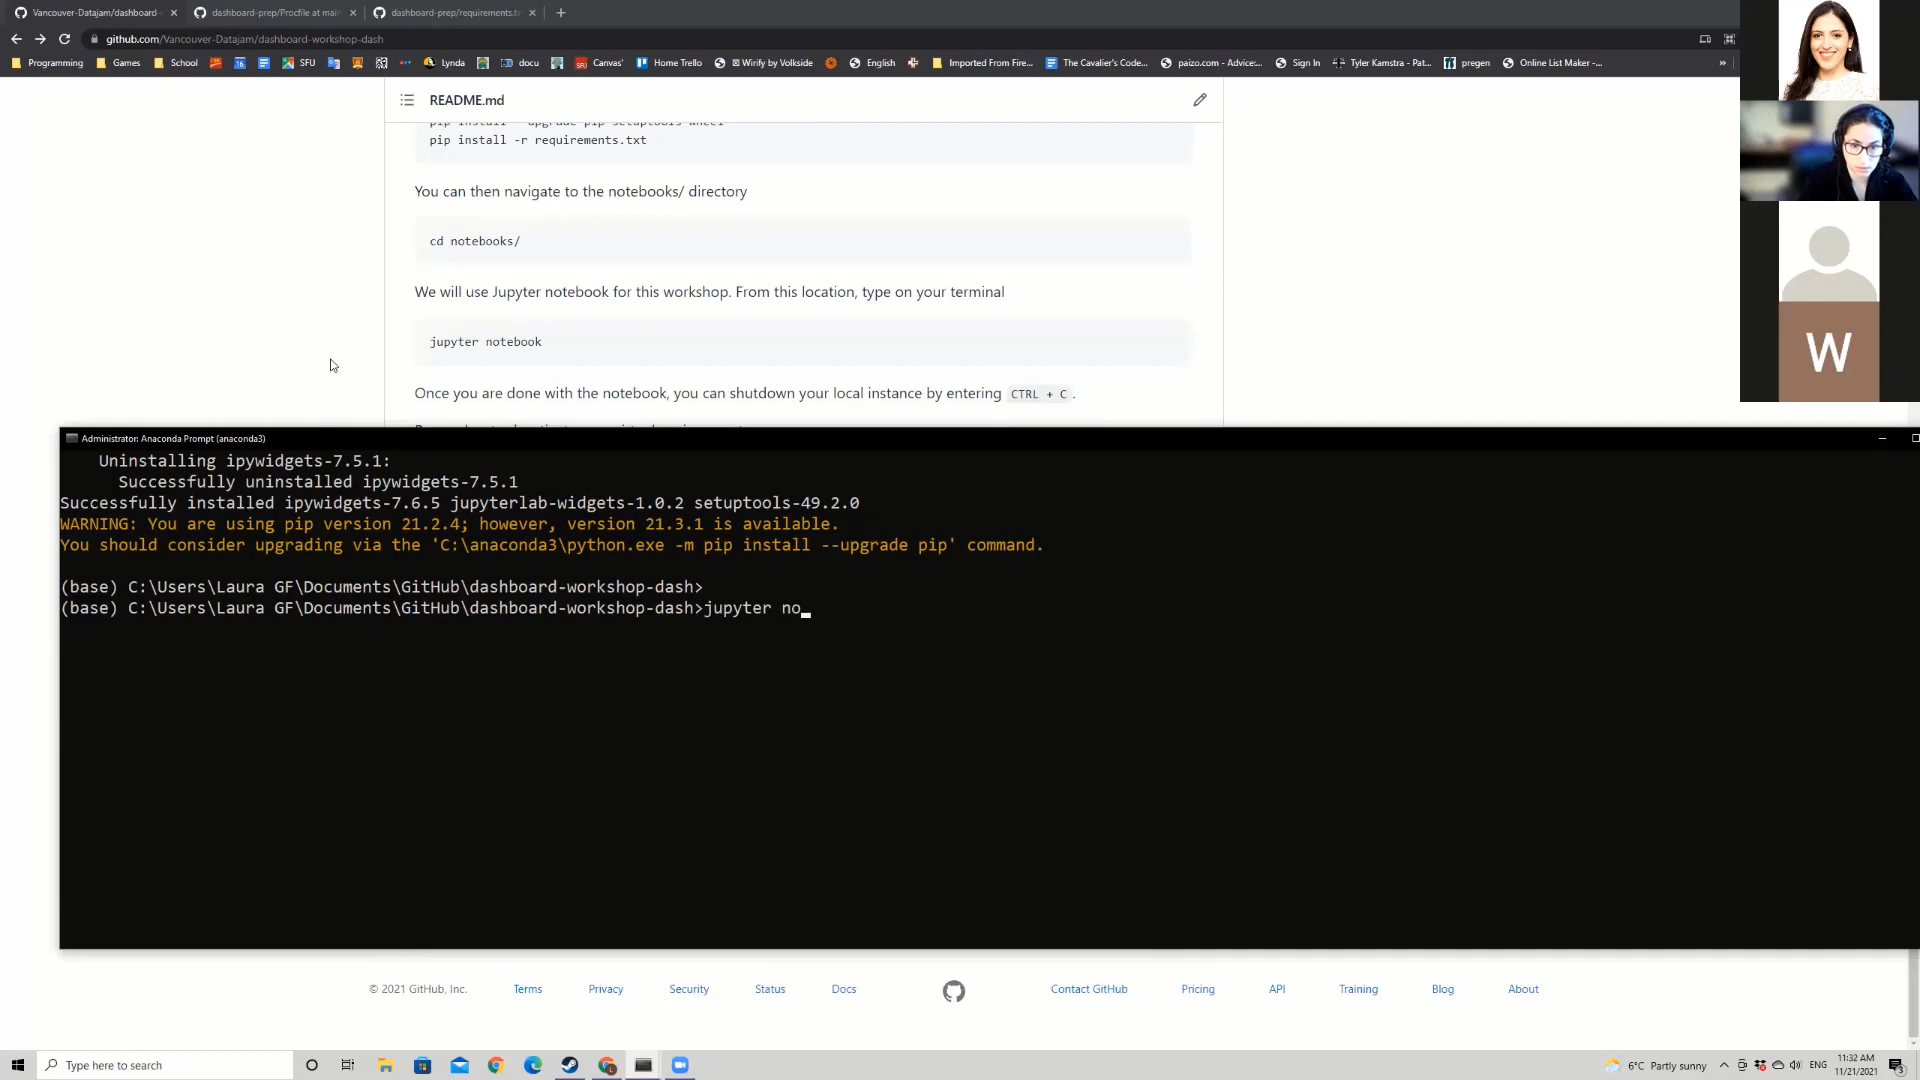 Vancouver-Datajam/dashboard-
dashboard-prep/Procfile at main
dashboard-prep/requirements.t
github.com/Vancouver-Datajam/dashboard-workshop-dash
Programming
Games
School
SFU
Lynda
docu
Canvas'
Home Trello
Wirify by Volkside
English
Imported From Fire...
The Cavalier's Cod...
paizo.com - Advice:...
Sign In
Tyler Kamstra - Pat...
pregen
Online List Maker -...
»
README.md
pip install --upgrade pip setuptools wheel
pip install -r requirements.txt
You can then navigate to the notebooks/ directory
cd notebooks/
We will use Jupyter notebook for this workshop. From this location, type on your terminal
jupyter notebook
Once you are done with the notebook, you can shutdown your local instance by entering CTRL + C.
W
Administrator: Anaconda Prompt (anaconda3)
Uninstalling ipywidgets-7.5.1:
Successfully uninstalled ipywidgets-7.5.1
Successfully installed ipywidgets-7.6.5 jupyterlab-widgets-1.0.2 setuptools-49.2.0
WARNING: You are using pip version 21.2.4; however, version 21.3.1 is available.
You should consider upgrading via the 'C:\anaconda3\python.exe -m pip install --upgrade pip' command.
(base) C:\Users\Laura GF\Documents\GitHub\dashboard-workshop-dash>
(base) C:\Users\Laura GF\Documents\GitHub\dashboard-workshop-dash>jupyter no_
© 2021 GitHub, Inc.
Terms
Privacy
Security
Status
Docs
Contact GitHub
Pricing
API
Training
Blog
About
Type here to search
6°C Partly sunny
ENG
11:32 AM
11/21/2021
3